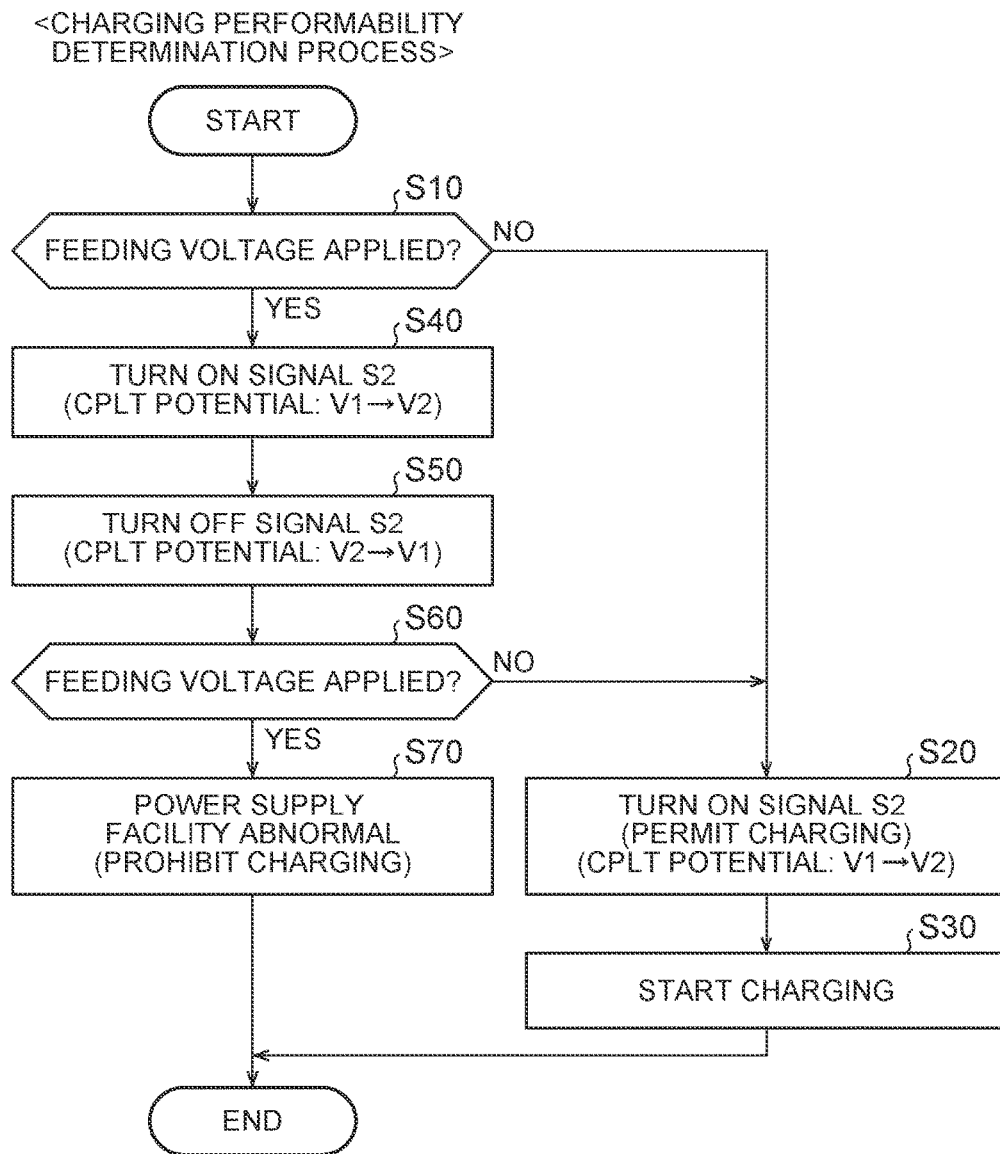 <CHARGING PERFORMABILITY
DETERMINATION PROCESS>
START
S10
FEEDING VOLTAGE APPLIED?
NO
YES
S40
TURN ON SIGNAL S2
(CPLT POTENTIAL: V1→V2)
S50
TURN OFF SIGNAL S2
(CPLT POTENTIAL: V2→V1)
S60
FEEDING VOLTAGE APPLIED?
NO
YES
S70
POWER SUPPLY
FACILITY ABNORMAL
(PROHIBIT CHARGING)
S20
TURN ON SIGNAL S2
(PERMIT CHARGING)
(CPLT POTENTIAL: V1→V2)
S30
START CHARGING
END